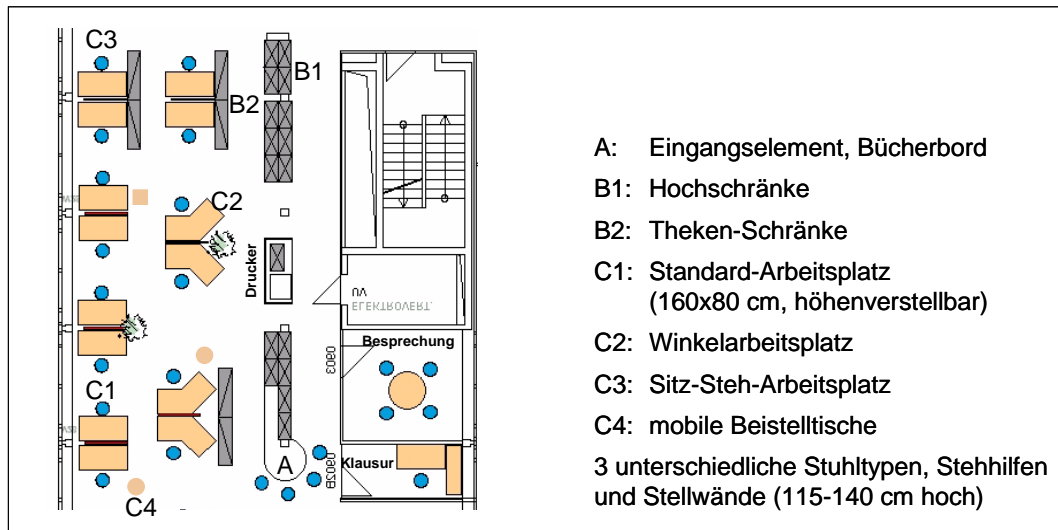 C3
B1
B2
C2
Drucker
UV
ELEKTROVERT.
Besprechung
0903
C1
A
Klausur
0902B
C4
A: Eingangselement, Bücherbord
B1: Hochschränke
B2: Theken-Schränke
C1: Standard-Arbeitsplatz
(160x80 cm, höhenverstellbar)
C2: Winkelarbeitsplatz
C3: Sitz-Steh-Arbeitsplatz
C4: mobile Beistelltische
3 unterschiedliche Stuhltypen, Stehhilfen
und Stellwände (115-140 cm hoch)